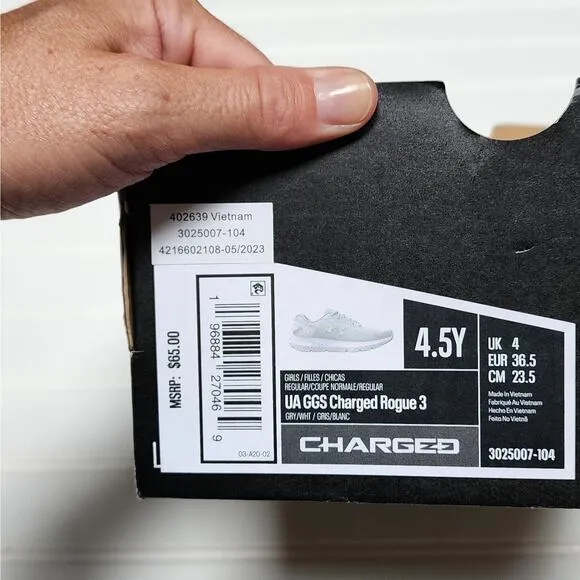 402639 Vietnam
3025007-104
4216602108-05/2023
MSRP: $65.00
1 96884 27046 9
03-A20-02
GIRLS / FILLES / CHICAS
REGULAR/COUPE NORMALE/REGULAR
UA GGS Charged Rogue 3
GRY/WHT / GRIS/BLANC
CHARGED
4.5Y
UK 4
EUR 36.5
CM 23.5
Made In Vietnam
Fabriqué Au Vietnam
Hecho En Vietnam
Feito No Vietnã
3025007-104